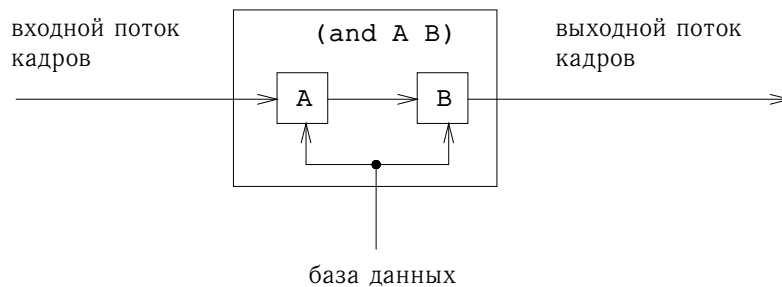 входной поток
кадров
(and A B)
выходной поток
кадров
A
B
база данных